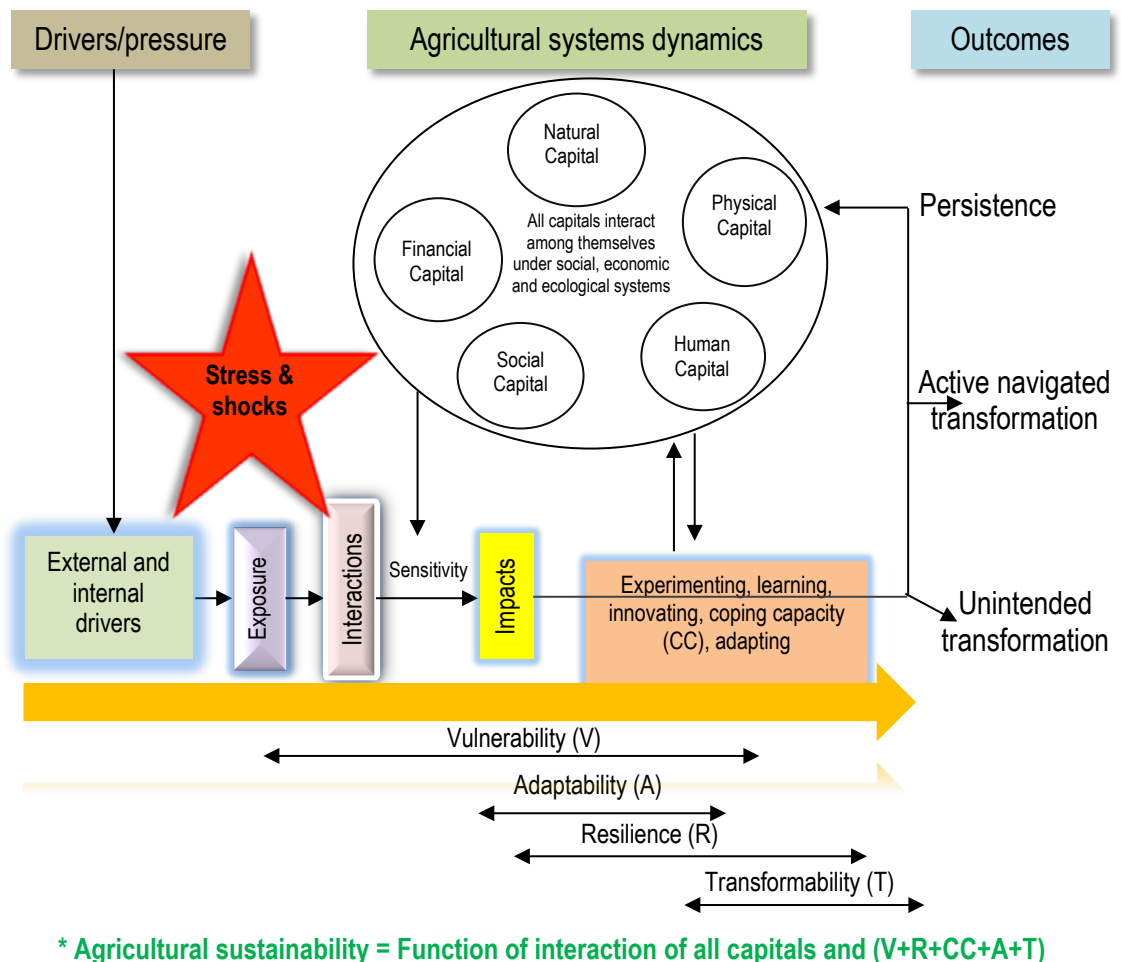 Drivers/pressure
Agricultural systems dynamics
Outcomes
Natural
Capital
Physical
Capital
Financial
Capital
All capitals interact
among themselves
under social, economic
and ecological systems
Social
Capital
Human
Capital
Persistence
Active navigated
transformation
Unintended
transformation
Stress &
shocks
External and
internal
drivers
Exposure
Interactions
Sensitivity
Impacts
Experimenting, learning,
innovating, coping capacity
(CC), adapting
Vulnerability (V)
Adaptability (A)
Resilience (R)
Transformability (T)
* Agricultural sustainability = Function of interaction of all capitals and (V+R+CC+A+T)